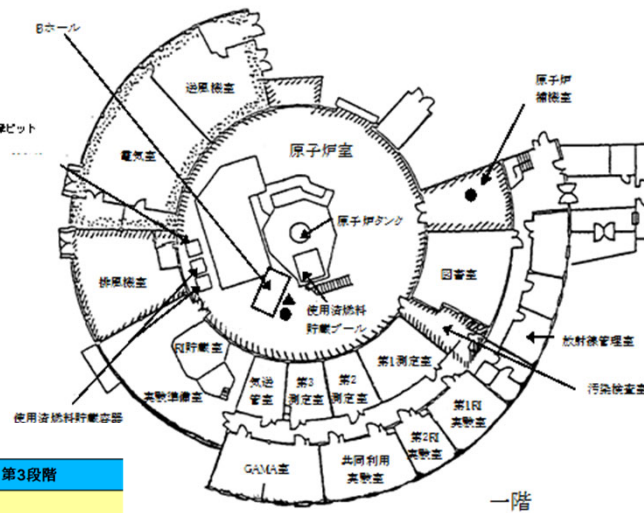 Bホール
送風機室
原子炉
補機室
ピット
電気室
原子炉室
原子炉タンク
排風機室
図書室
使用済燃料
貯蔵プール
放射線管理室
RI貯蔵室
第1測定室
気送
管室
第3
測定室
第2
測定室
汚染検査室
実験準備室
使用済燃料貯蔵容器
第1RI
実験室
第2RI
実験室
GAMA室
共同利用
実験室
第3段階
一階